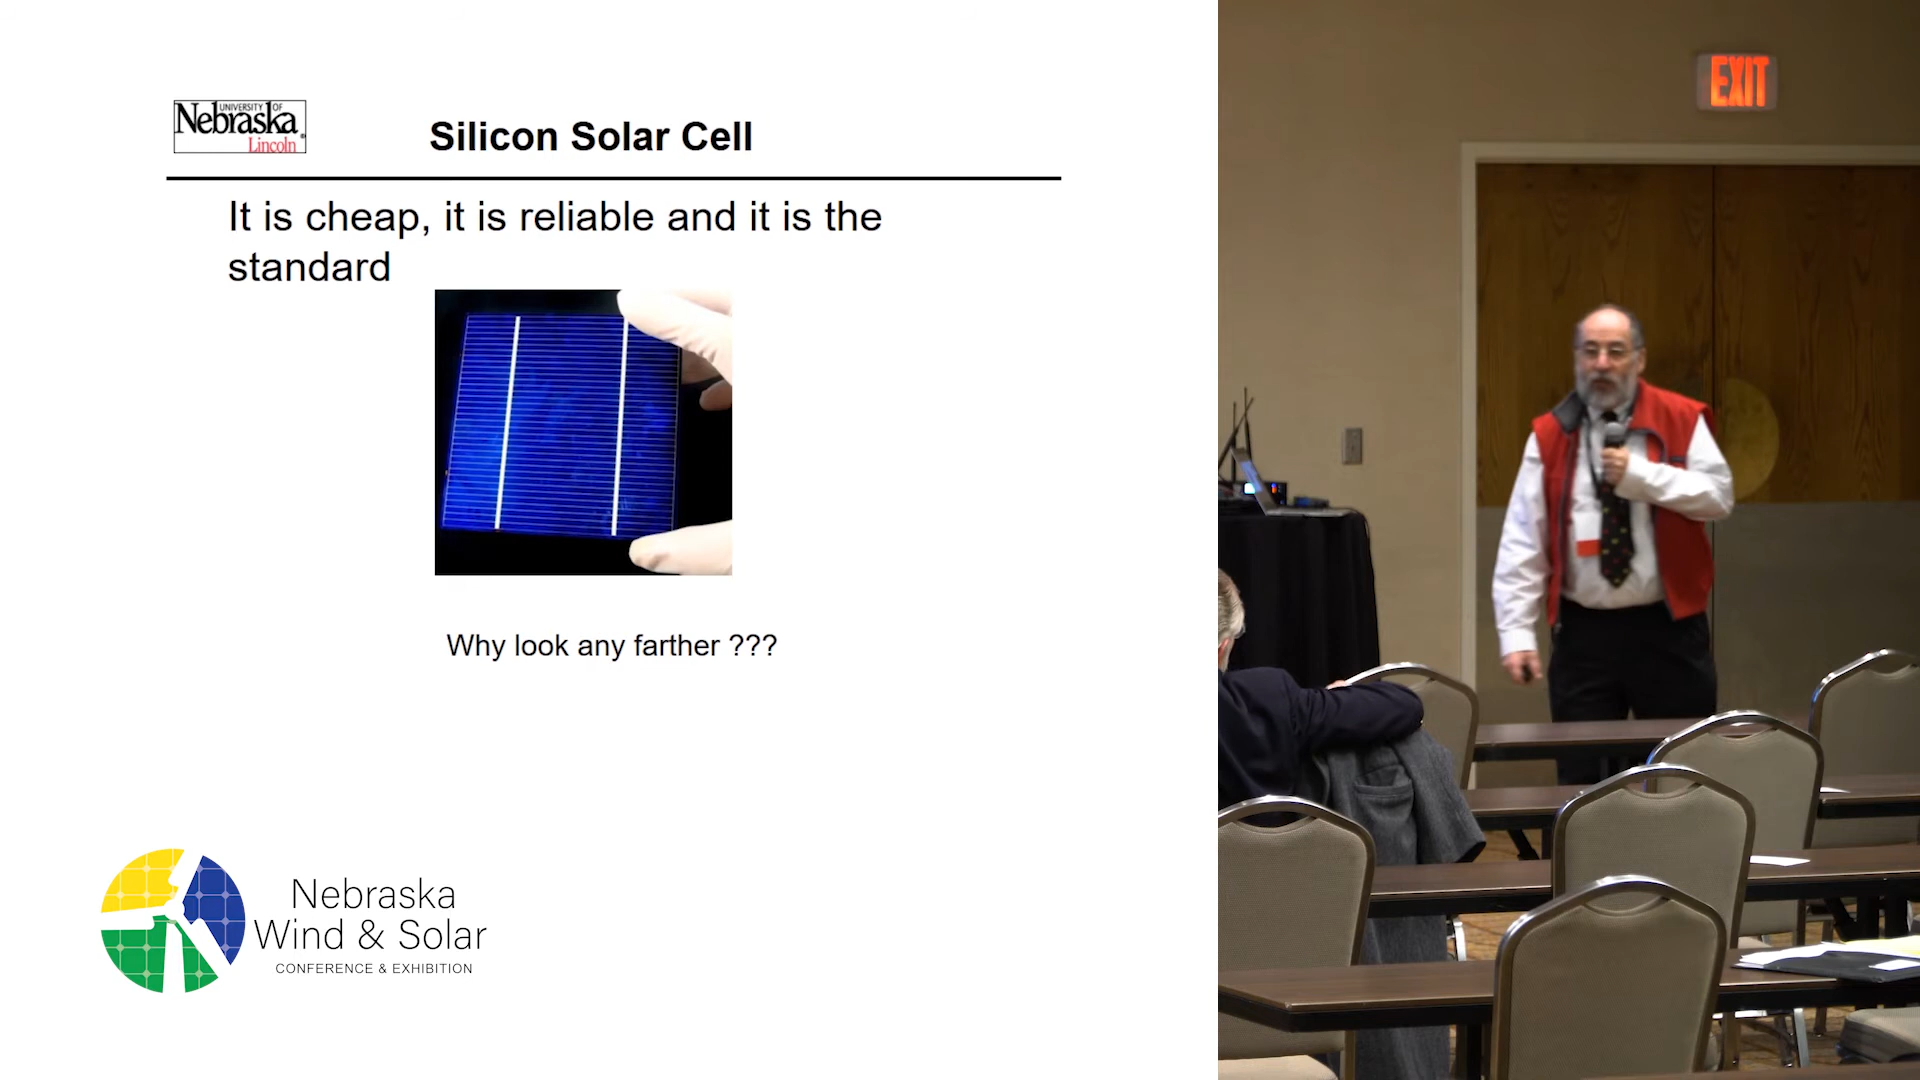 UNIVERSITY OF
Nebraska
Lincoln
Silicon Solar Cell
It is cheap, it is reliable and it is the
standard
Why look any farther ???
Nebraska
Wind & Solar
CONFERENCE & EXHIBITION
EXIT